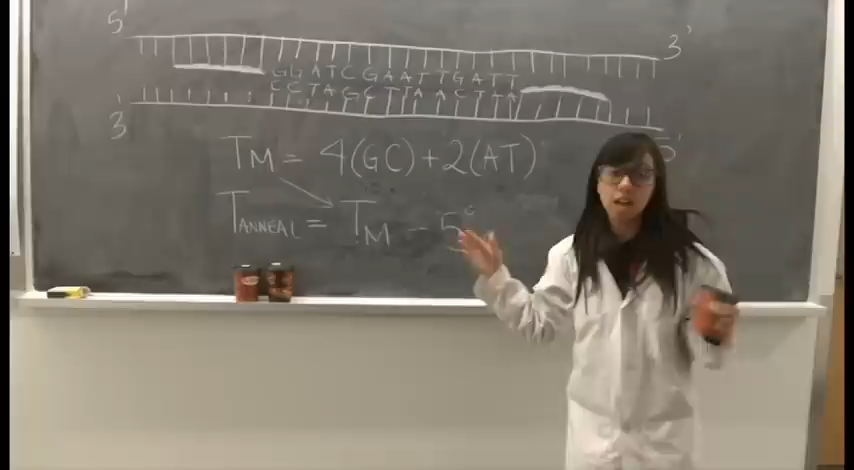 5' 3'
GGATCGAATTGATT
CCTAGCTTAACTAA
3 5'
TM = 4(GC)+2(AT)
TANNEAL = TM - 5°